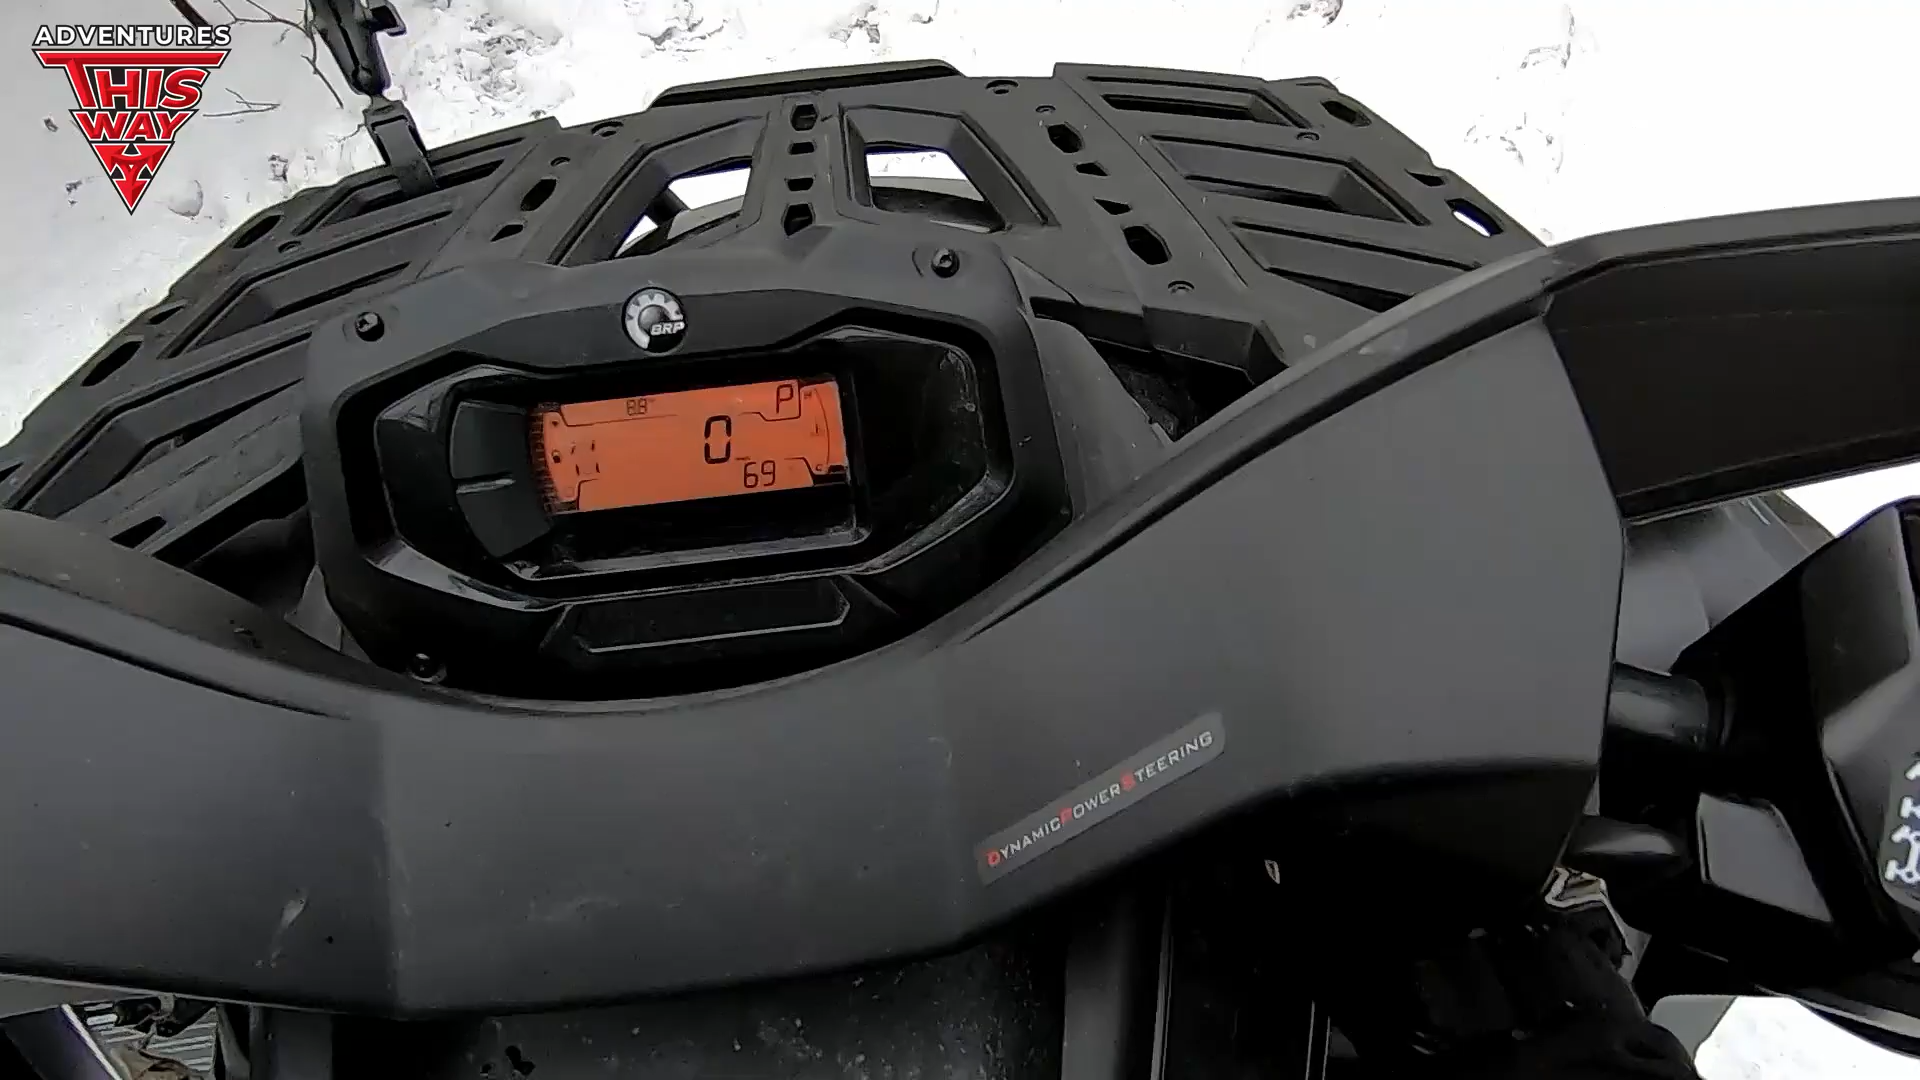 ADVENTURES
THIS
WAY
BRP
88
P
0
69
DYNAMICPOWERSTEERING